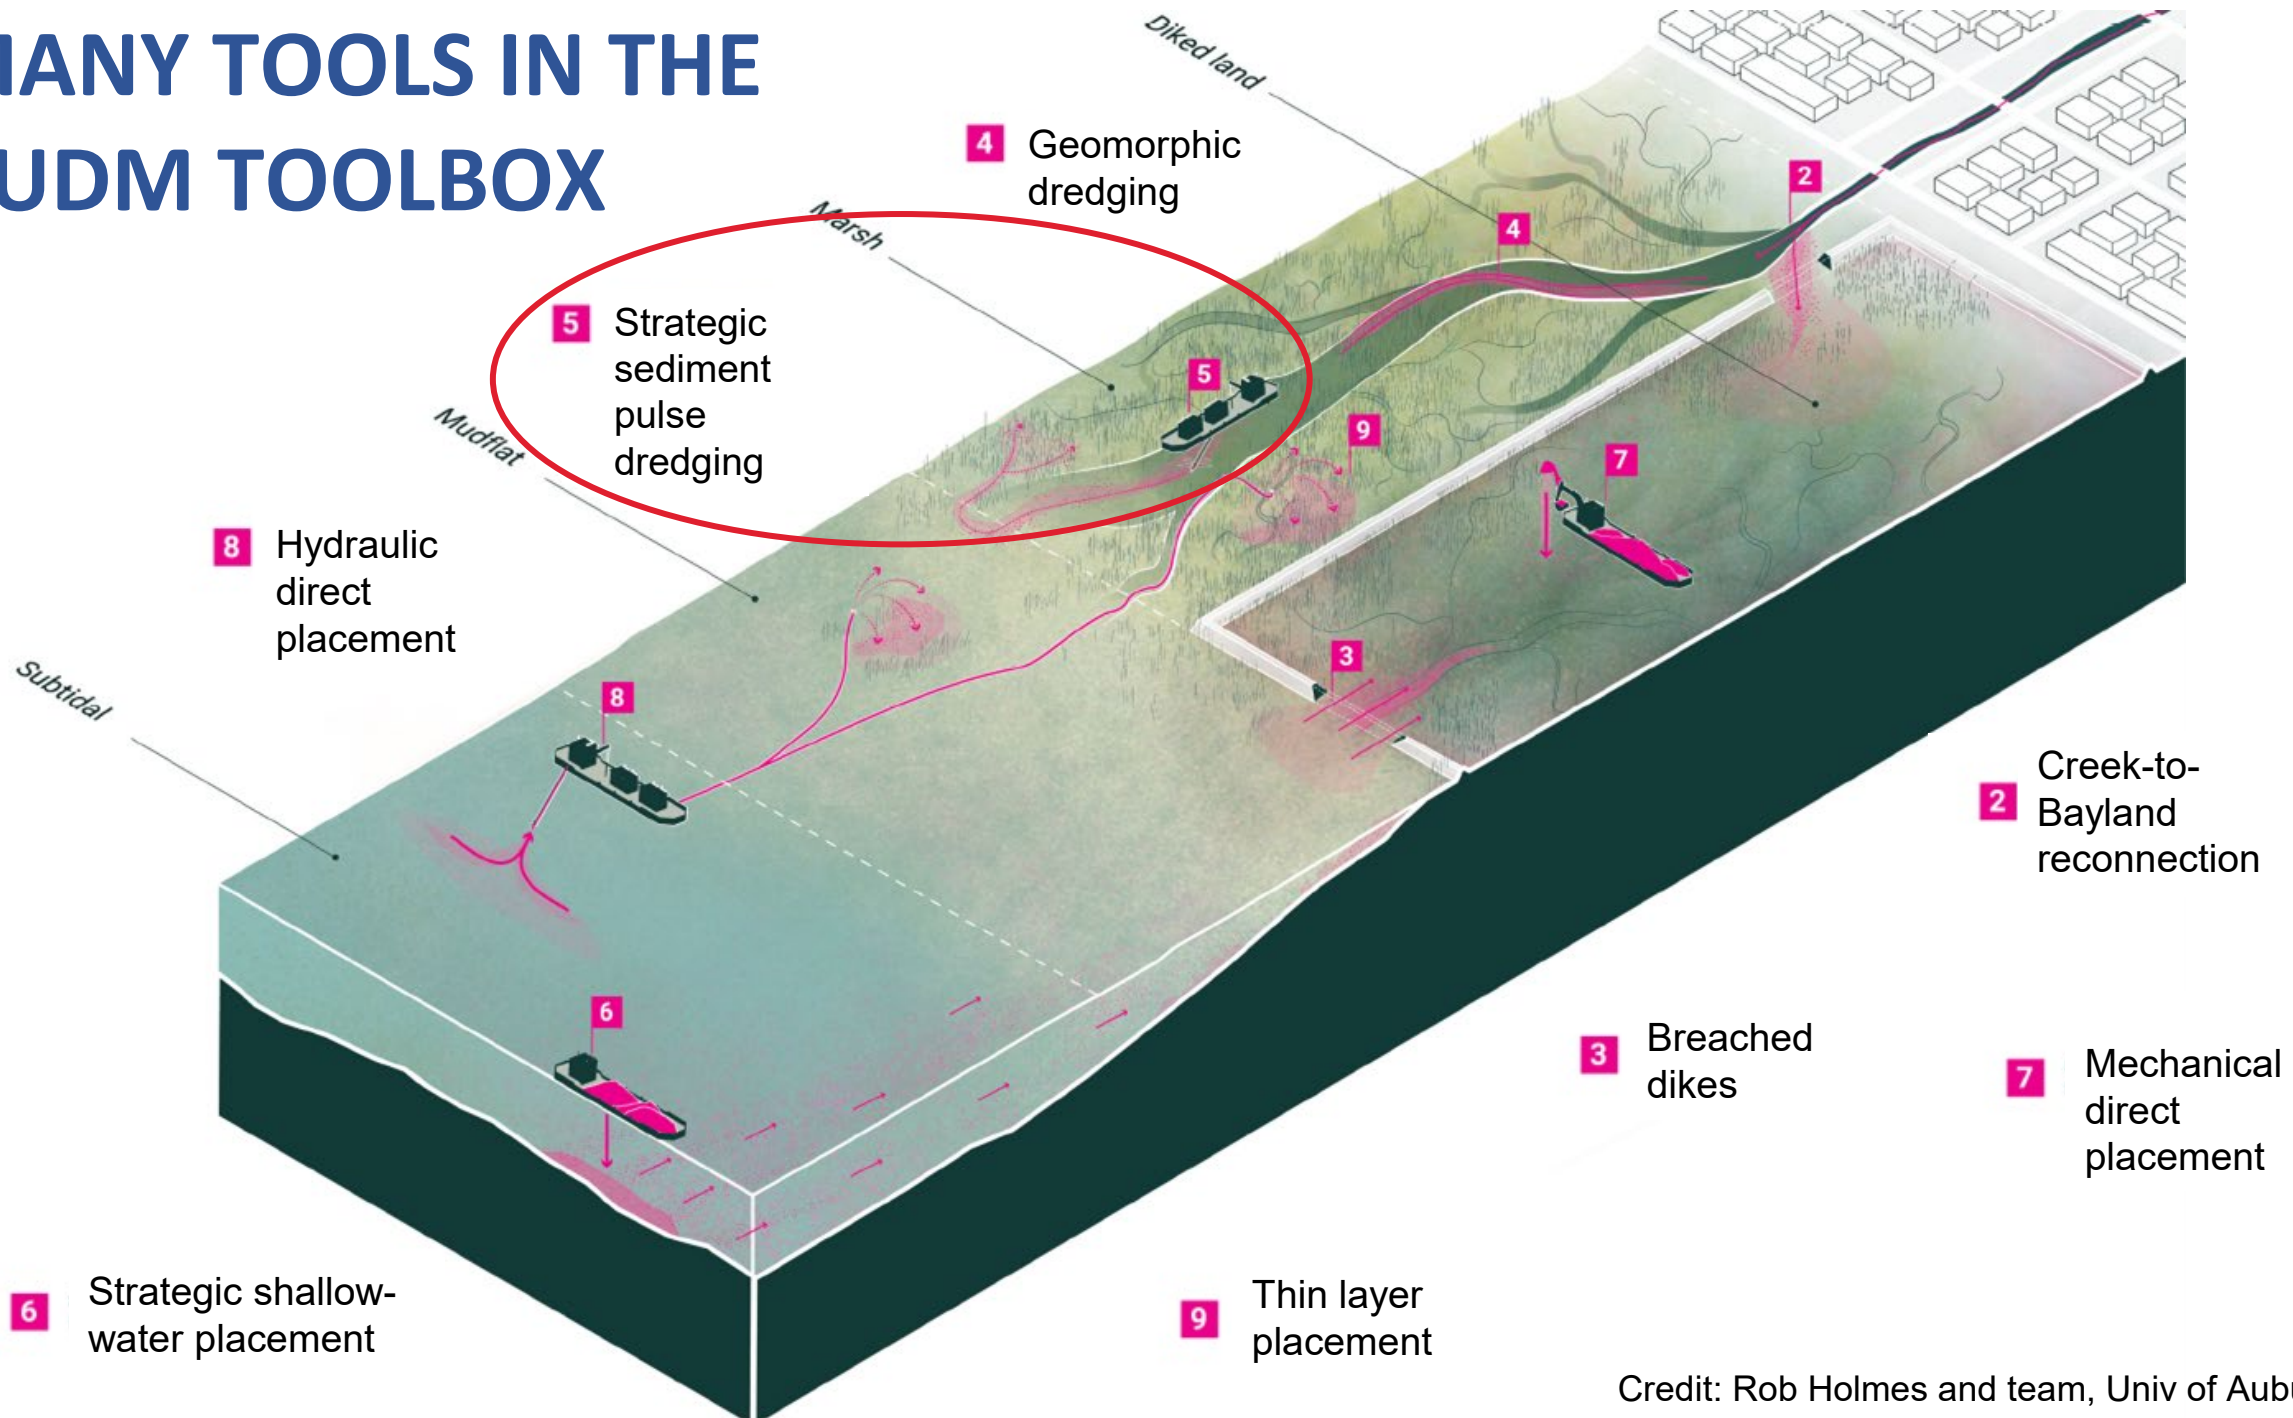 IANY TOOLS IN THE
UDM TOOLBOX
Diked land
4
Geomorphic
dredging
2
Marsh
4
5
Strategic
sediment
pulse
dredging
5
Mudflat
9
7
8
Hydraulic
direct
placement
3
Subtidal
8
2
Creek-to-
Bayland
reconnection
6
3
Breached
dikes
7
Mechanical
direct
placement
6
Strategic shallow-
water placement
9
Thin layer
placement
Credit: Rob Holmes and team, Univ of Aub